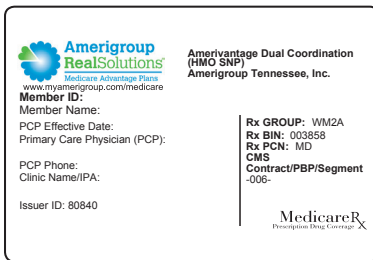 Amerigroup
RealSolutions
Medicare Advantage Plans
www.myamerigroup.com/medicare
Amerivantage Dual Coordination
(HMO SNP)
Amerigroup Tennessee, Inc.
Member ID:
Member Name:
PCP Effective Date:
Primary Care Physician (PCP):
PCP Phone:
Clinic Name/IPA:
Issuer ID: 80840
Rx GROUP: WM2A
Rx BIN: 003858
Rx PCN: MD
CMS
Contract/PBP/Segment
-006-
MedicareRx
Prescription Drug Coverage